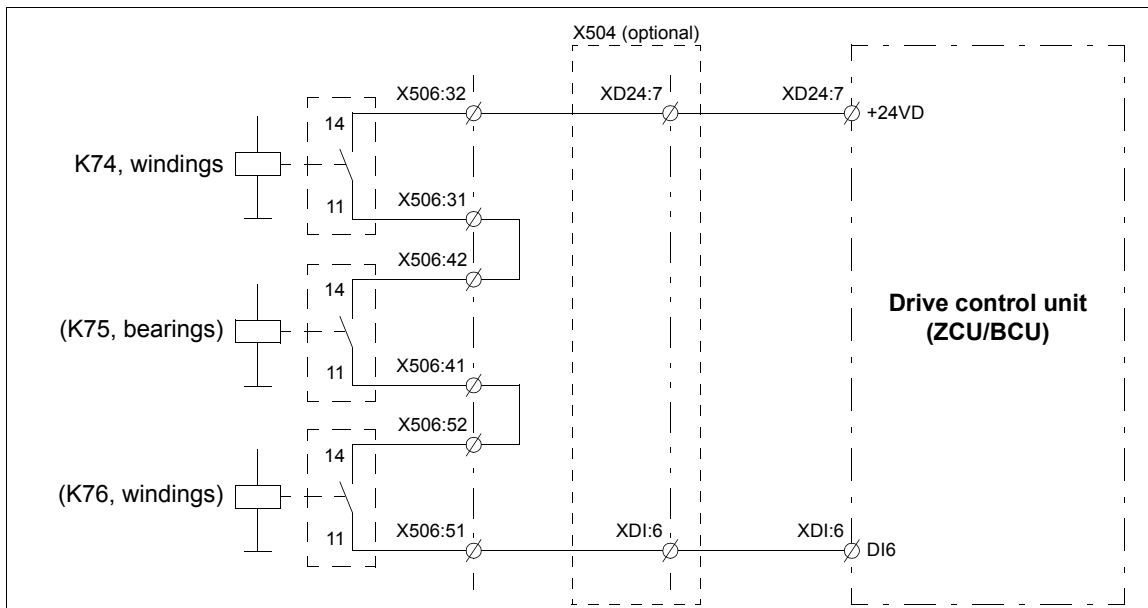 X504 (optional)
X506:32
XD24:7
XD24:7
+24VD
14
K74, windings
11
X506:31
X506:42
14
(K75, bearings)
11
X506:41
Drive control unit
(ZCU/BCU)
X506:52
14
(K76, windings)
11
X506:51
XDI:6
XDI:6
DI6